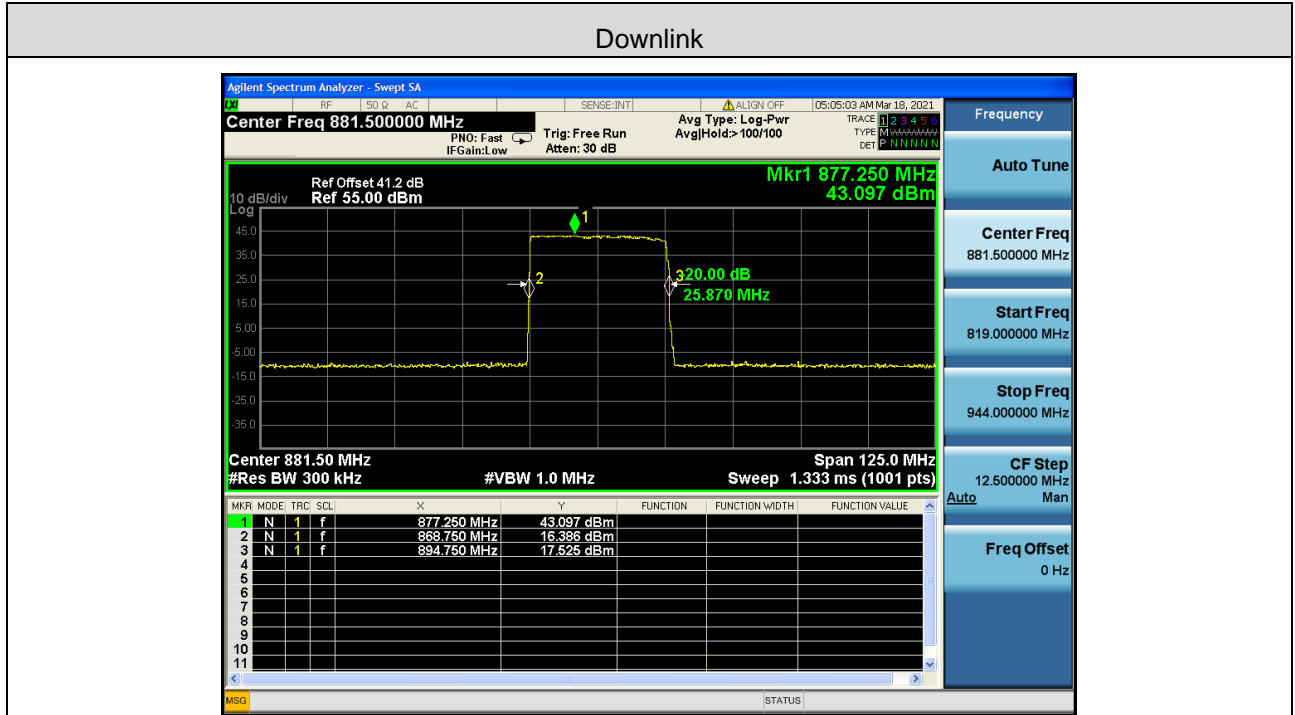 Downlink
Agilent Spectrum Analyzer - Swept SA
LXI RF 50 Ω AC SENSE:INT ALIGN OFF 05:05:03 AM Mar 18, 2021
Center Freq 881.500000 MHz
PNO: Fast
IFGain:Low
Trig: Free Run
Atten: 30 dB
Avg Type: Log-Pwr
Avg|Hold:>100/100
TRACE 1 2 3 4 5 6
TYPE M WWWWW
DET P N N N N N
Mkr1 877.250 MHz
43.097 dBm
Ref Offset 41.2 dB
10 dB/div Ref 55.00 dBm
Log
45.0
35.0
25.0
15.0
5.00
-5.00
-15.0
-25.0
-35.0
1
2
3
-20.00 dB
25.870 MHz
Center 881.50 MHz Span 125.0 MHz
#Res BW 300 kHz #VBW 1.0 MHz Sweep 1.333 ms (1001 pts)
MKR MODE TRC SCL X Y FUNCTION FUNCTION WIDTH FUNCTION VALUE
1 N 1 f 877.250 MHz 43.097 dBm
2 N 1 f 868.750 MHz 16.386 dBm
3 N 1 f 894.750 MHz 17.525 dBm
4
5
6
7
8
9
10
11
MSG STATUS
Frequency
Auto Tune
Center Freq
881.500000 MHz
Start Freq
819.000000 MHz
Stop Freq
944.000000 MHz
CF Step
12.500000 MHz
Auto Man
Freq Offset
0 Hz